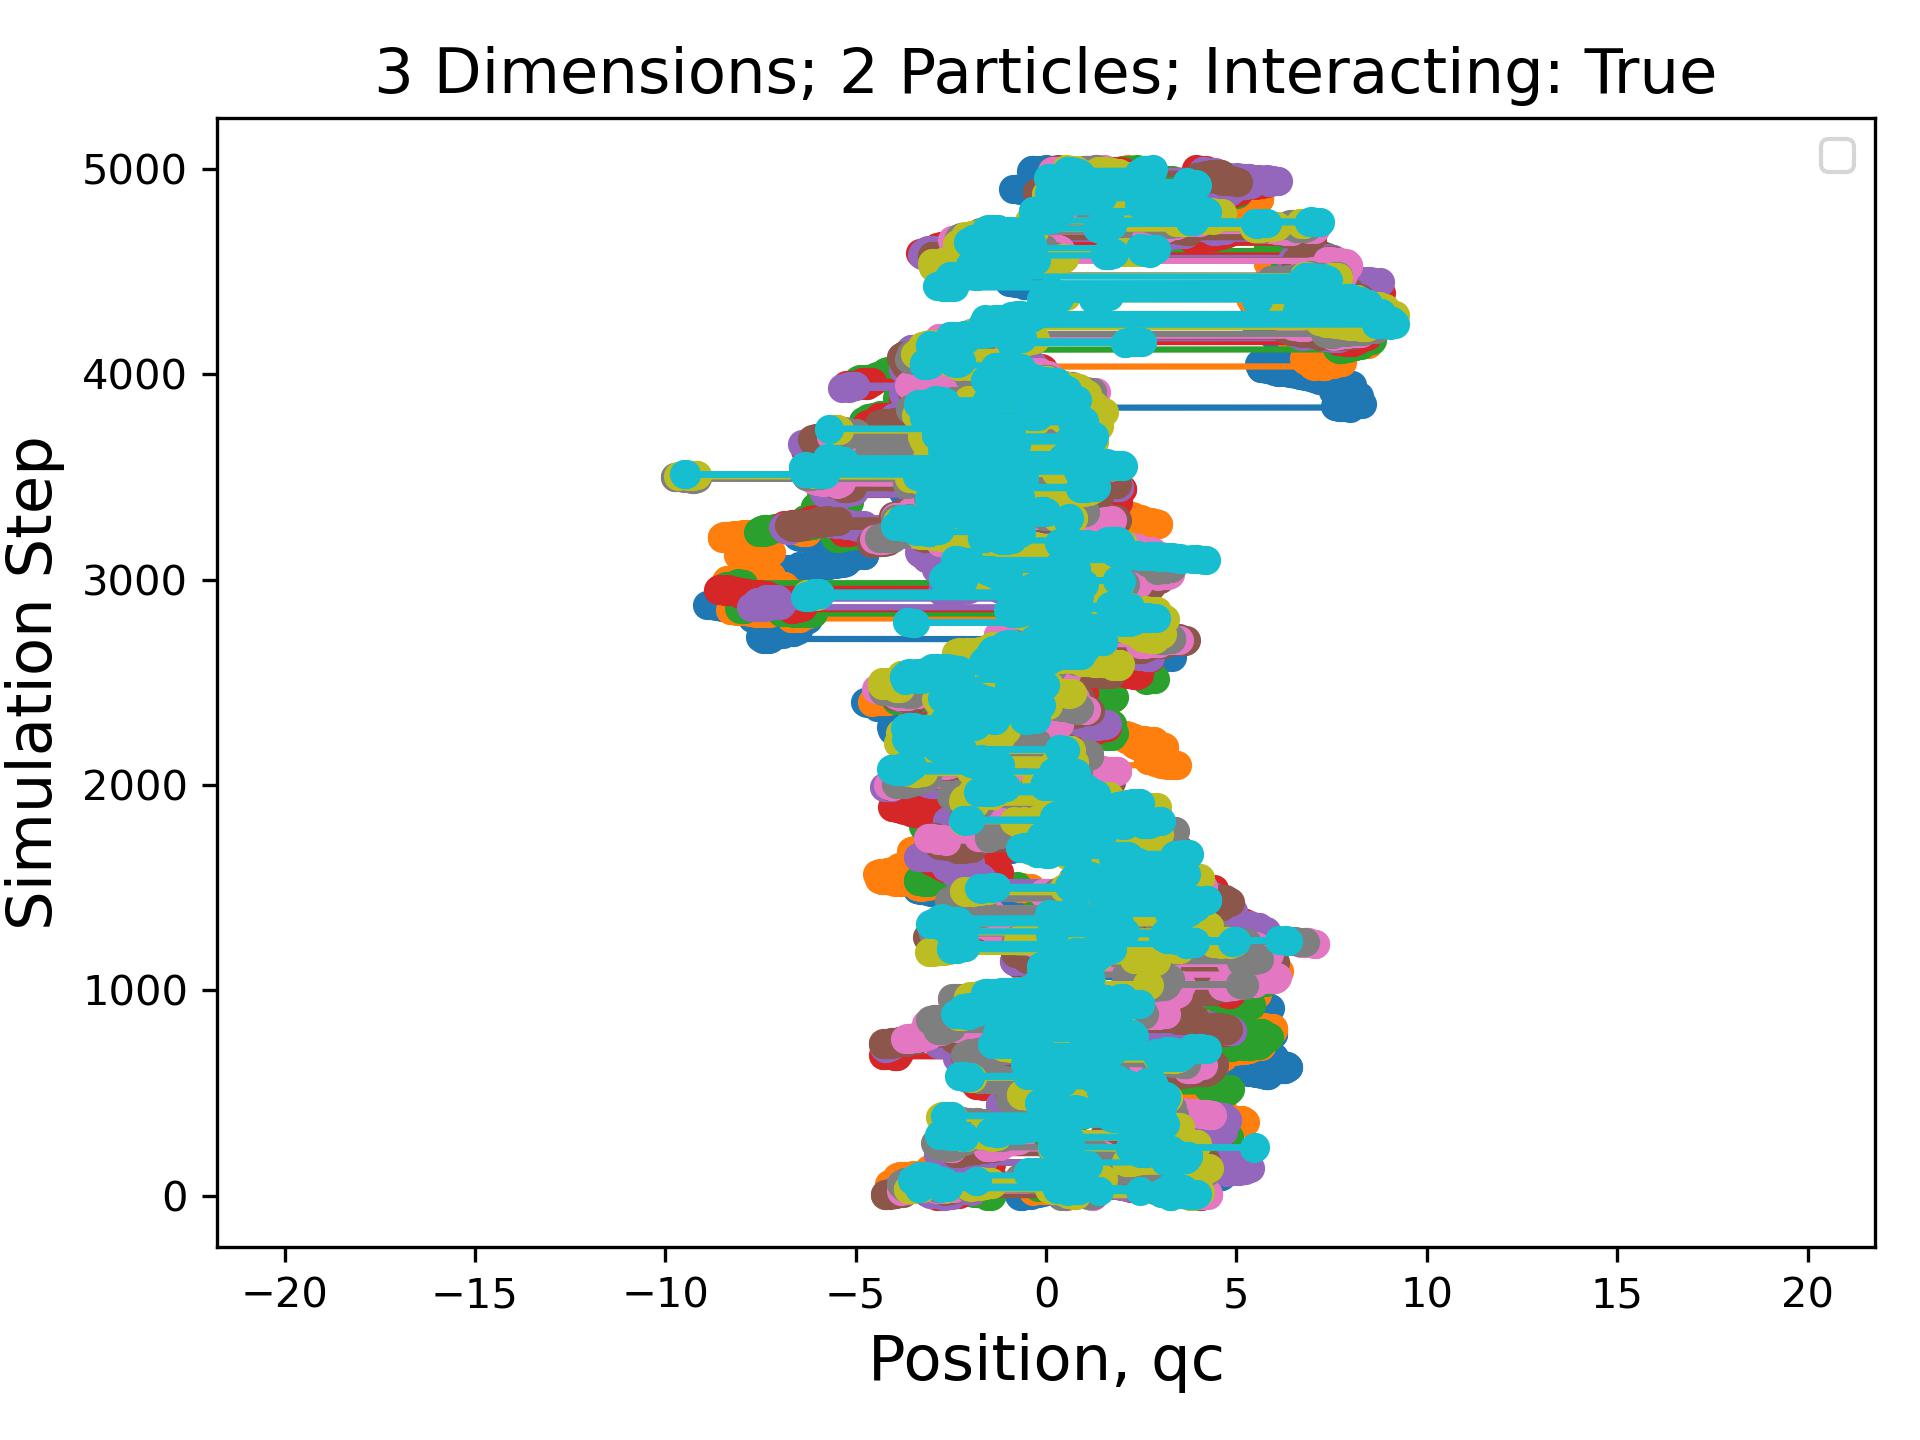 3 Dimensions; 2 Particles; Interacting: True
Simulation Step
5000
4000
3000
2000
1000
0
−20 −15 −10 −5 0 5 10 15 20
Position, qc